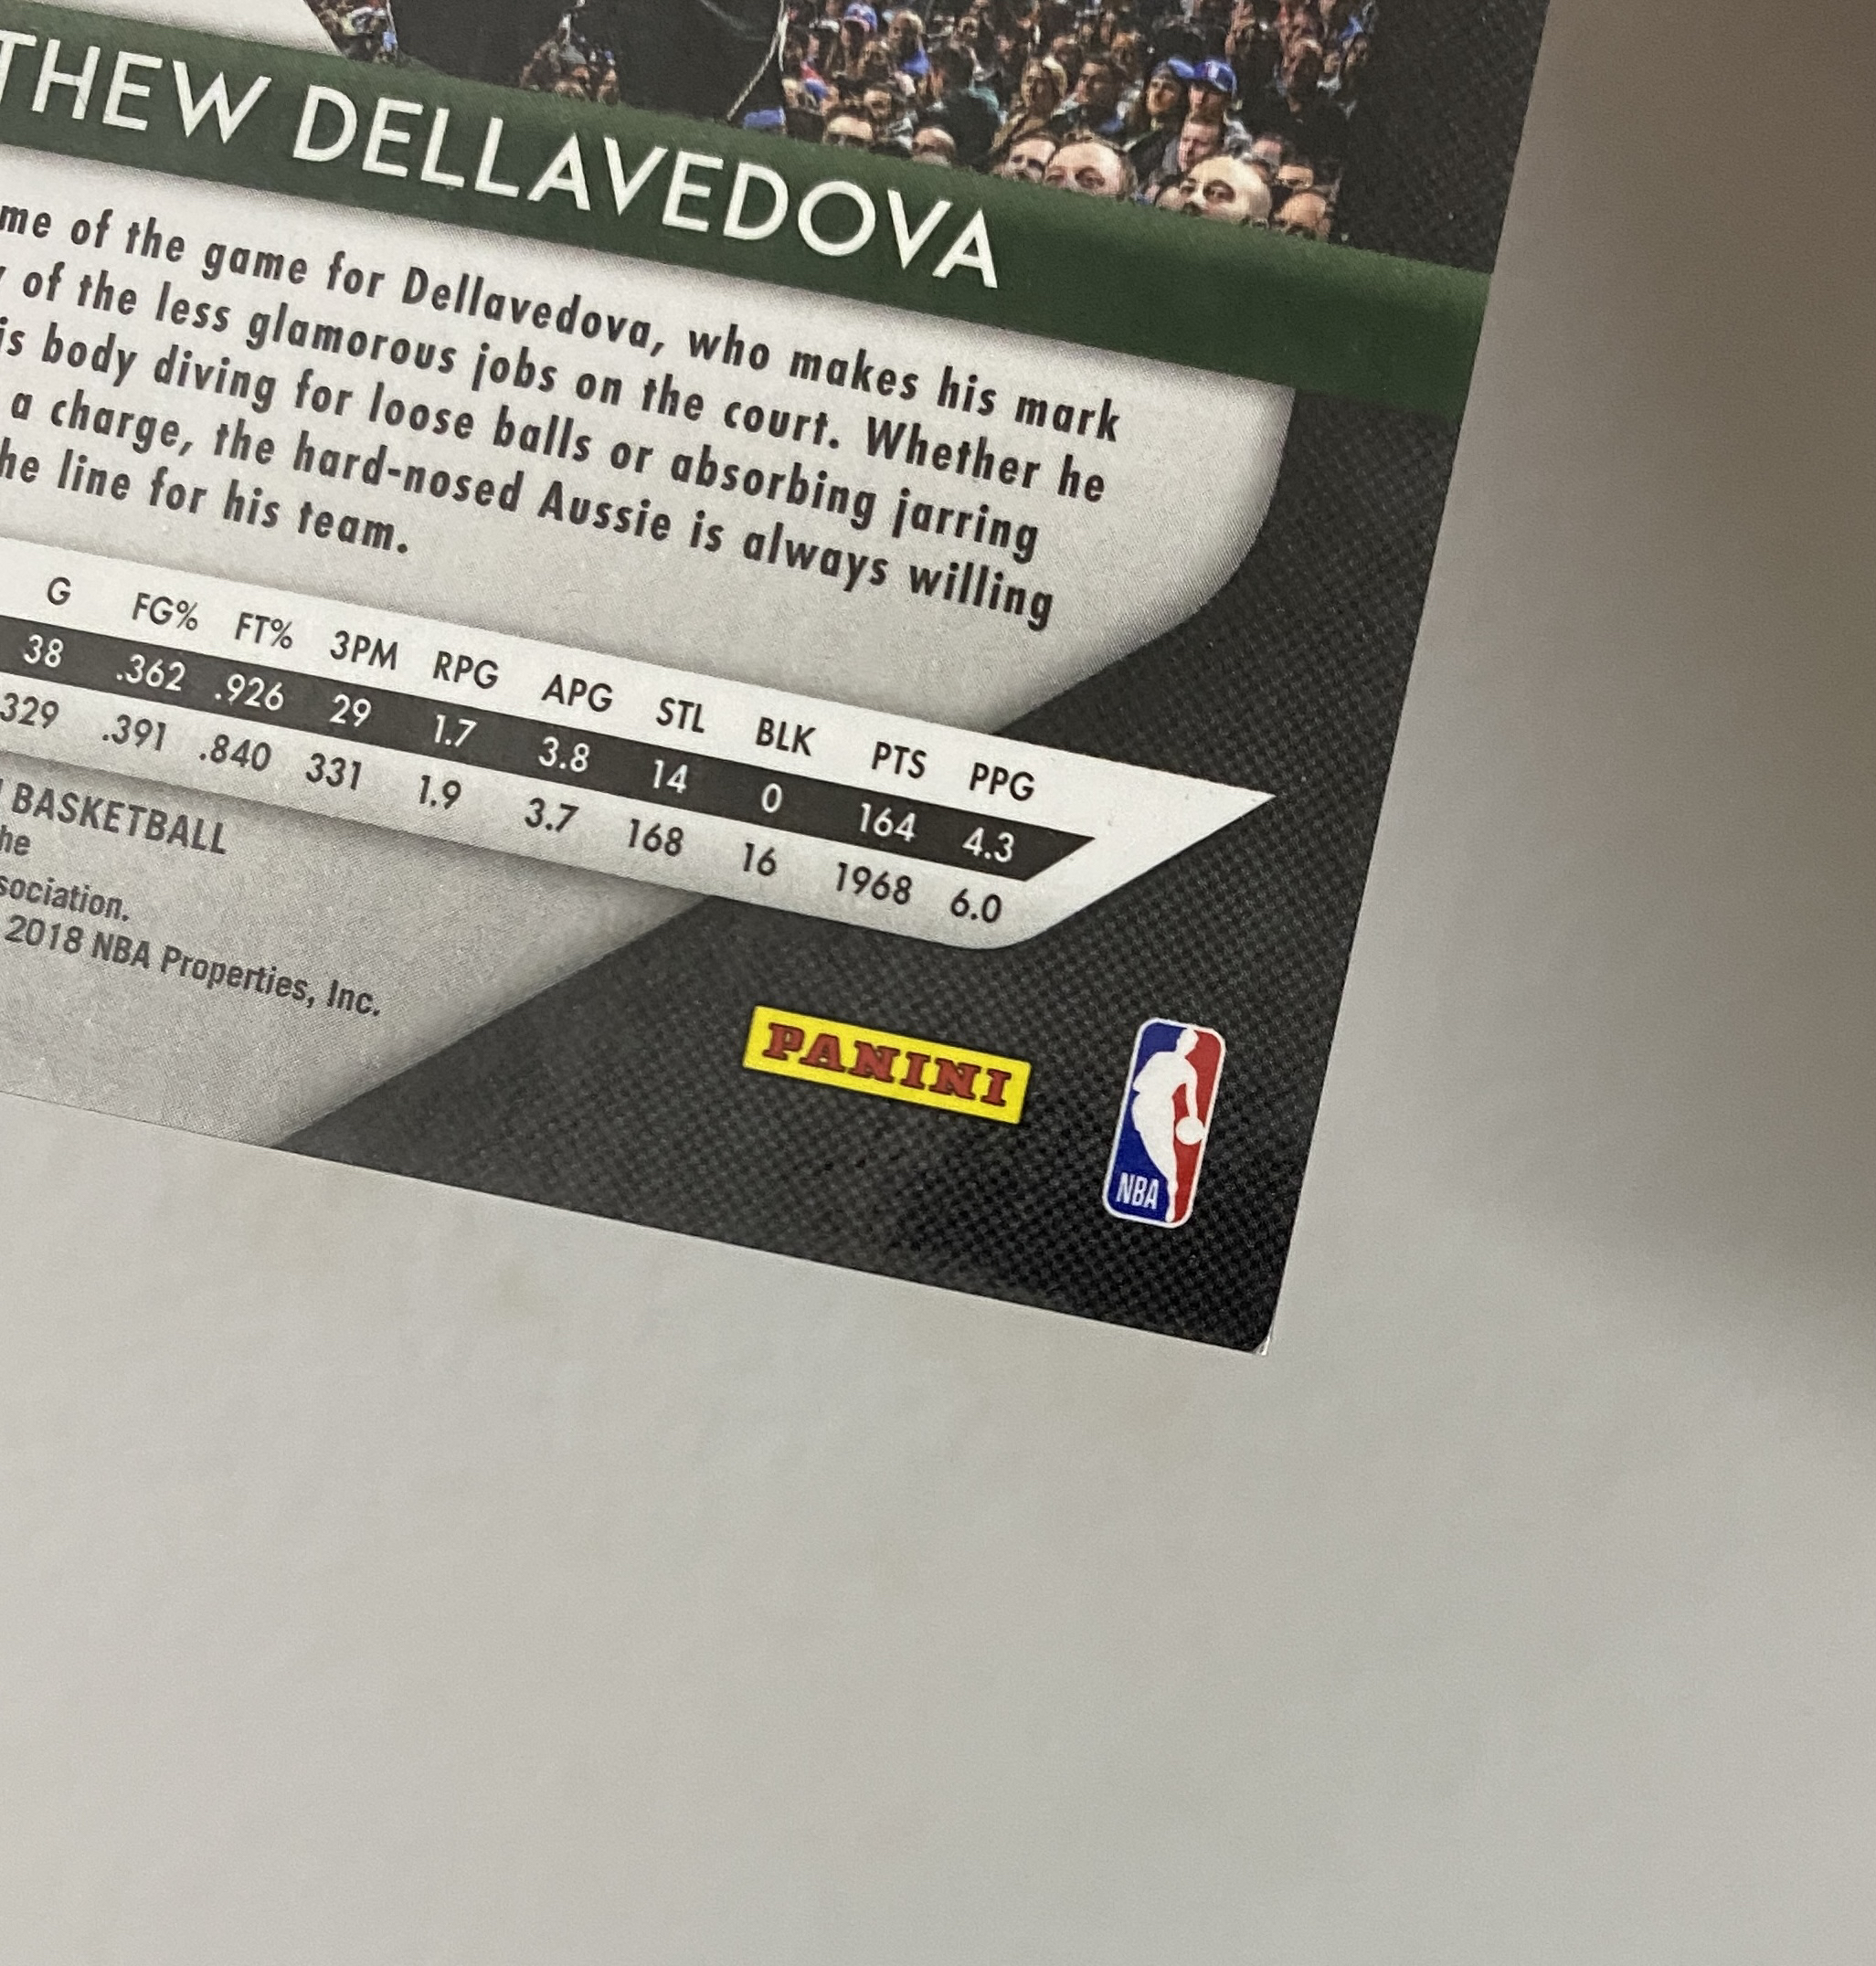 THEW DELLAVEDOVA
me of the game for Dellavedova, who makes his mark
of the less glamorous jobs on the court. Whether he
is body diving for loose balls or absorbing jarring
a charge, the hard-nosed Aussie is always willing
he line for his team.
G FG% FT% 3PM RPG APG STL BLK PTS PPG
38 .362 .926 29 1.7 3.8 14 0 164 4.3
329 .391 .840 331 1.9 3.7 168 16 1968 6.0
BASKETBALL
he
sociation.
2018 NBA Properties, Inc.
PANINI
NBA